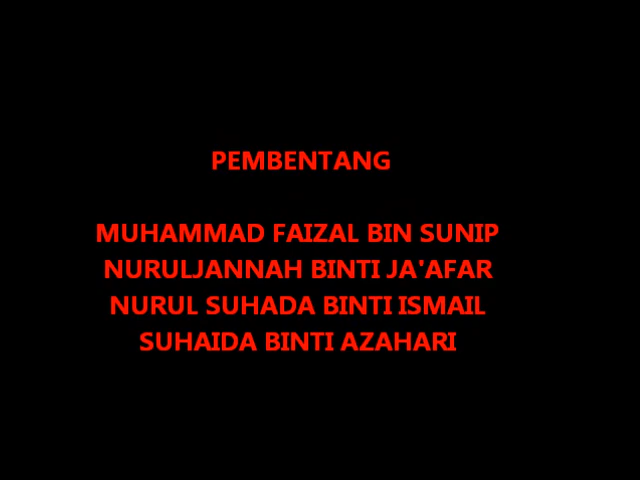 PEMBENTANG
MUHAMMAD FAIZAL BIN SUNIP
NURULJANNAH BINTI JA'AFAR
NURUL SUHADA BINTI ISMAIL
SUHAIDA BINTI AZAHARI